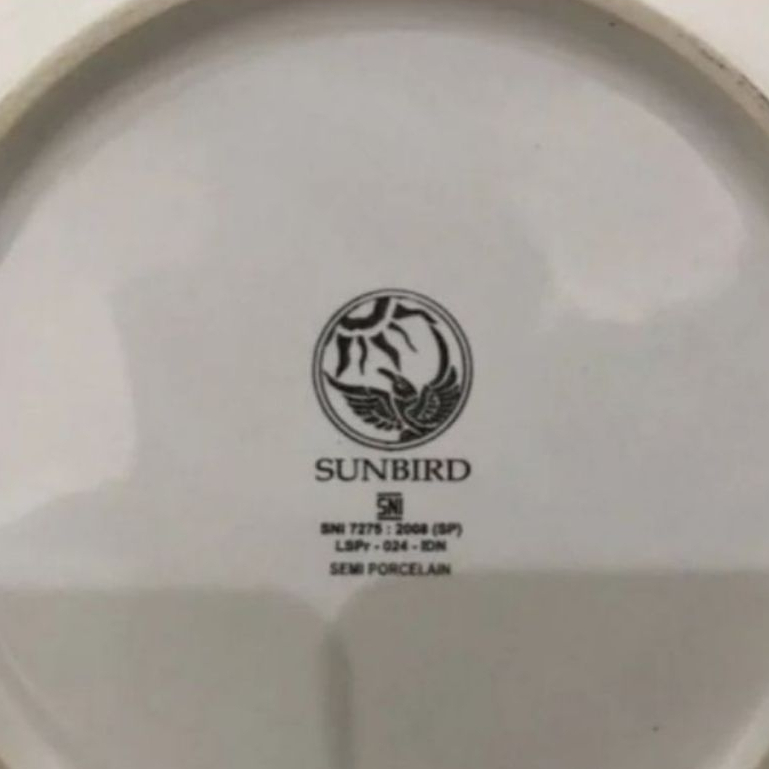 SUNBIRD
SNI
SNI 7275 : 2008 (SP)
LSPr - 024 - IDN
SEMI PORCELAIN